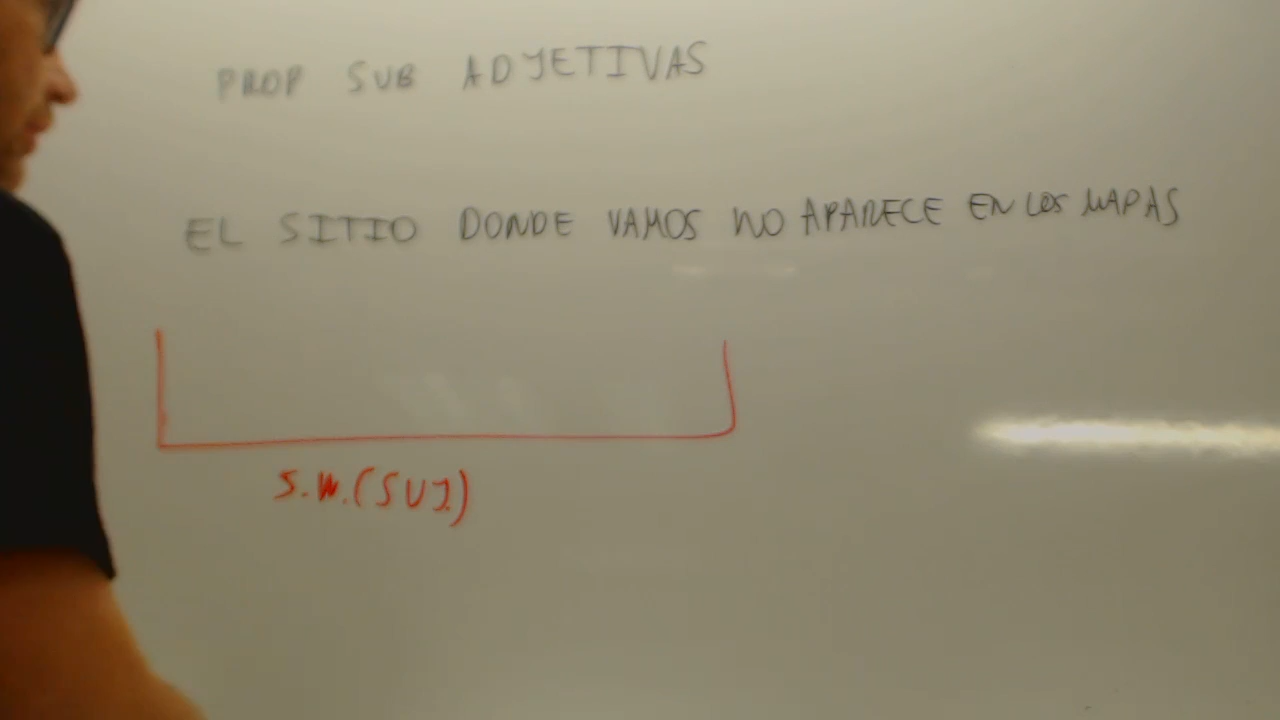 PROP SUB ADJETIVAS
EL SITIO DONDE VAMOS NO APARECE EN LOS MAPAS
S.N.(SUJ)